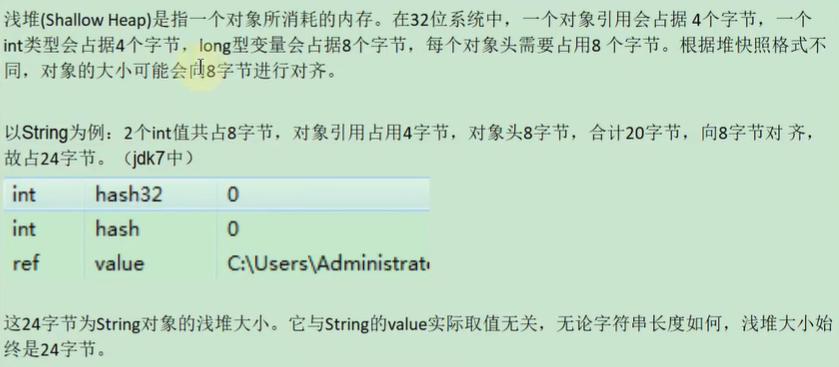 浅堆(Shallow Heap)是指一个对象所消耗的内存。在32位系统中，一个对象引用会占据 4个字节，一个
int类型会占据4个字节，long型变量会占据8个字节，每个对象头需要占用8 个字节。根据堆快照格式不
同，对象的大小可能会向8字节进行对齐。
以String为例：2个int值共占8字节，对象引用占用4字节，对象头8字节，合计20字节，向8字节对 齐，
故占24字节。（jdk7中）
int hash32 0
int hash 0
ref value C:\Users\Administrat
这24字节为String对象的浅堆大小。它与String的value实际取值无关，无论字符串长度如何，浅堆大小始
终是24字节。